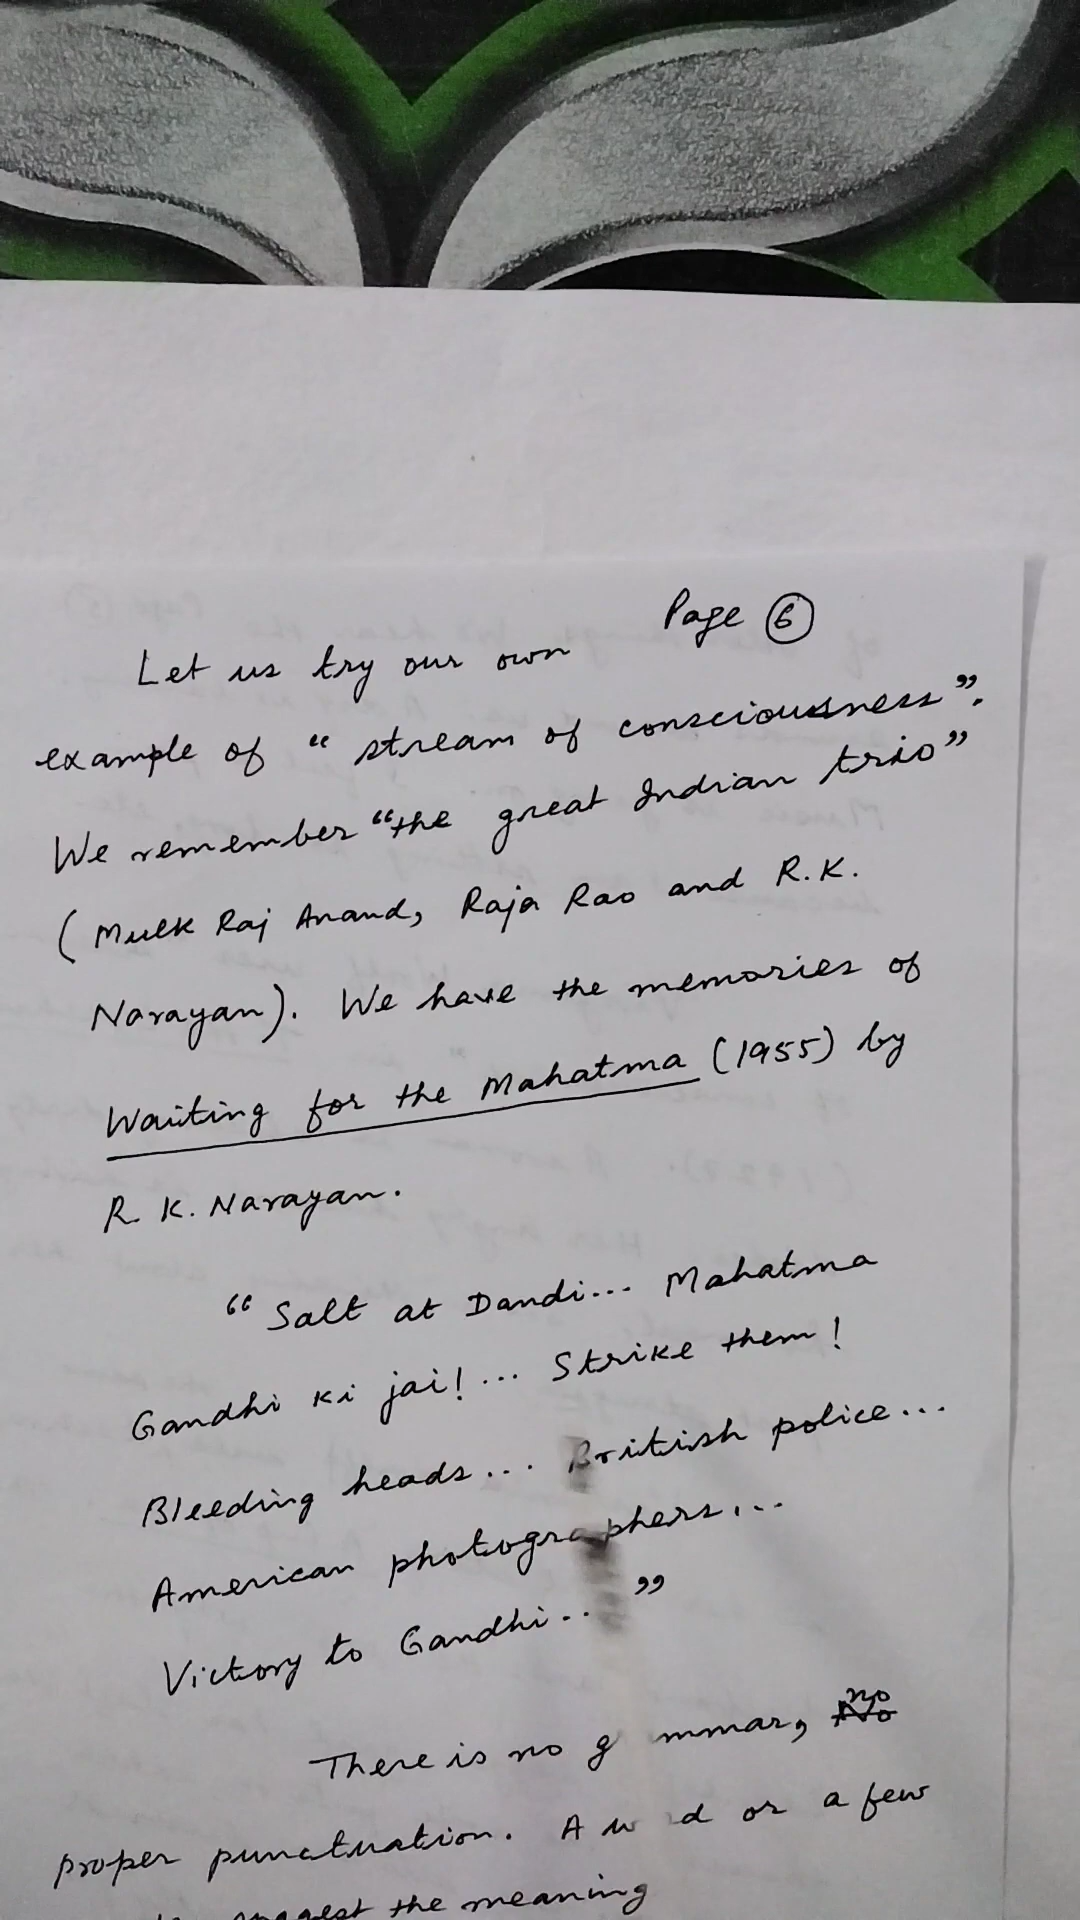 Page 6
Let us try our own
example of "stream of consciousness".
We remember "the great Indian trio"
(Mulk Raj Anand, Raja Rao and R.K.
Narayan). We have the memories of
Waiting for the Mahatma (1955) by
R. K. Narayan.
"Salt at Dandi... Mahatma
Gandhi ki jai!... Strike them!
Bleeding heads... British police...
American photographers...
Victory to Gandhi..."
There is no g mmar, no
proper punctuation. A w d or a few
suggest the meaning